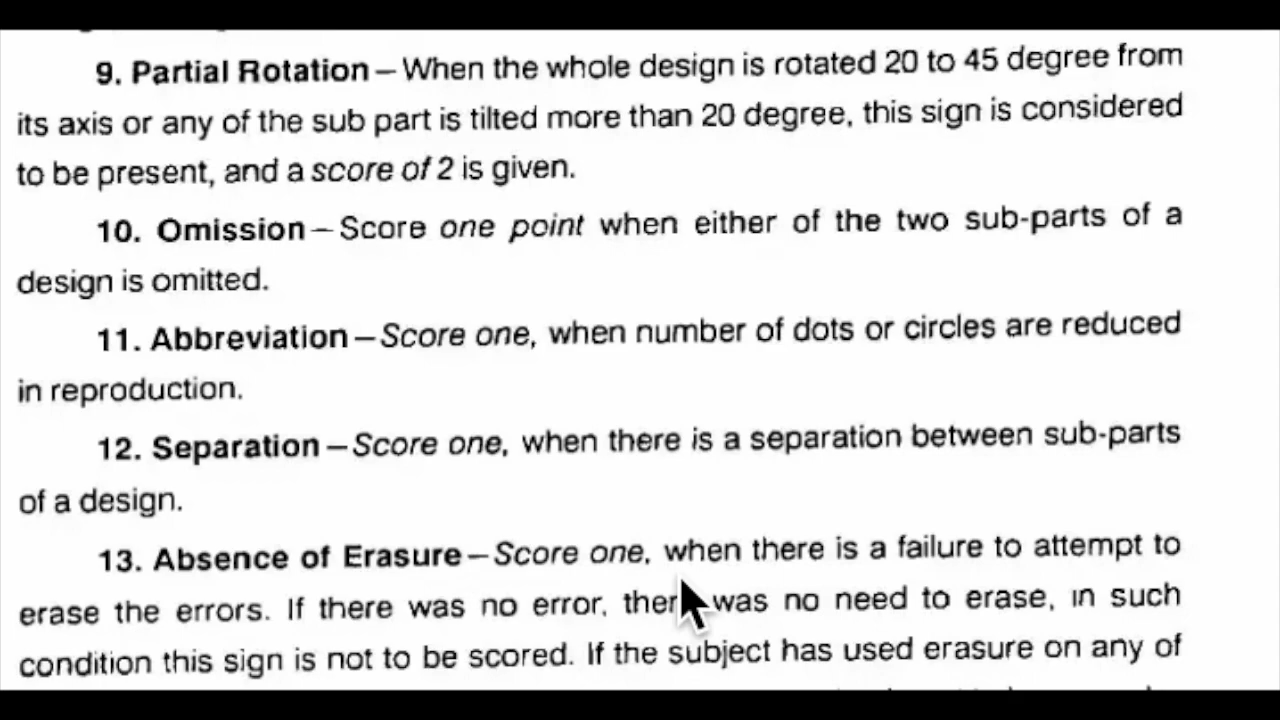 9. Partial Rotation – When the whole design is rotated 20 to 45 degree from
its axis or any of the sub part is tilted more than 20 degree, this sign is considered
to be present, and a score of 2 is given.
10. Omission – Score one point when either of the two sub-parts of a
design is omitted.
11. Abbreviation – Score one, when number of dots or circles are reduced
in reproduction.
12. Separation – Score one, when there is a separation between sub-parts
of a design.
13. Absence of Erasure – Score one, when there is a failure to attempt to
erase the errors. If there was no error, then was no need to erase, in such
condition this sign is not to be scored. If the subject has used erasure on any of